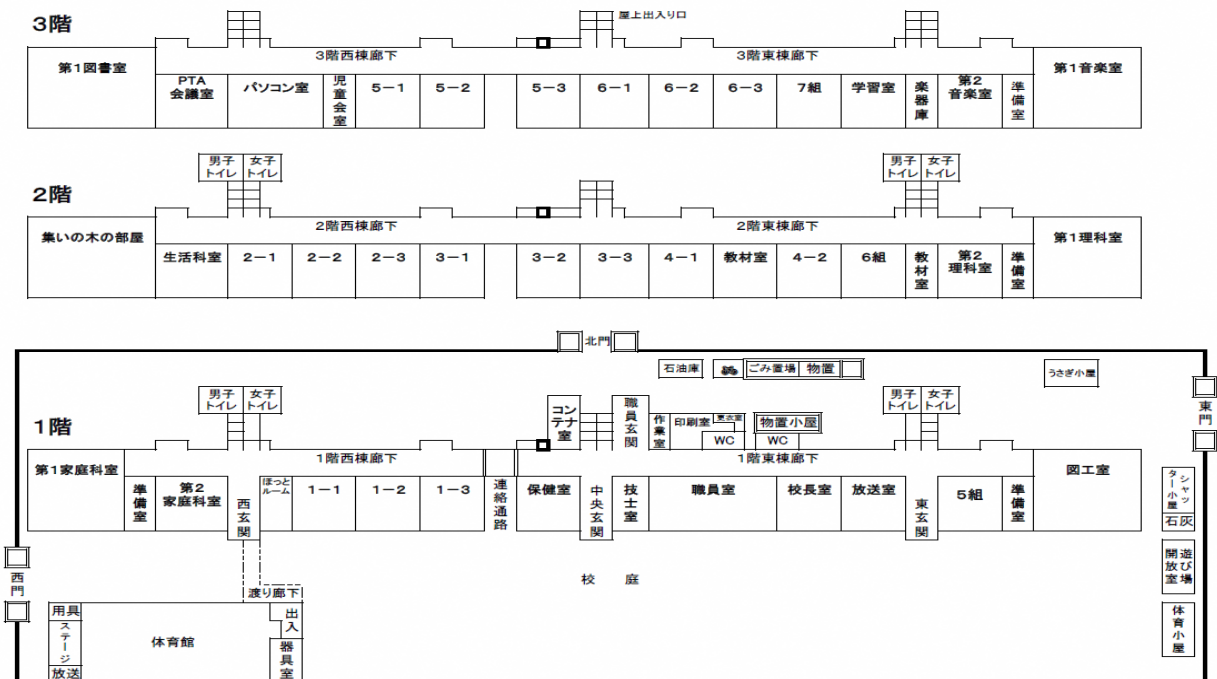 3階
屋上出入り口
3階西棟廊下
3階東棟廊下
第1図書室
PTA
会議室
パソコン室
児童会室
5-1
5-2
5-3
6-1
6-2
6-3
7組
学習室
楽器庫
第2
音楽室
準備室
第1音楽室
男子
トイレ
女子
トイレ
男子
トイレ
女子
トイレ
2階
2階西棟廊下
2階東棟廊下
集いの木の部屋
生活科室
2-1
2-2
2-3
3-1
3-2
3-3
4-1
教材室
4-2
6組
教材室
第2
理科室
準備室
第1理科室
北門
石油庫
ごみ置場
物置
うさぎ小屋
東門
男子
トイレ
女子
トイレ
コンテナ室
職員玄関
作業室
印刷室
更衣室
WC
物置小屋
WC
男子
トイレ
女子
トイレ
1階
1階西棟廊下
1階東棟廊下
第1家庭科室
準備室
第2
家庭科室
西玄関
ほっと
ルーム
1-1
1-2
1-3
連絡通路
保健室
中央玄関
技士室
職員室
校長室
放送室
東玄関
5組
準備室
図工室
シャッター小屋
石灰
遊び場
開放室
体育小屋
西門
校庭
渡り廊下
用具
ステージ
放送
体育館
出入
器具室